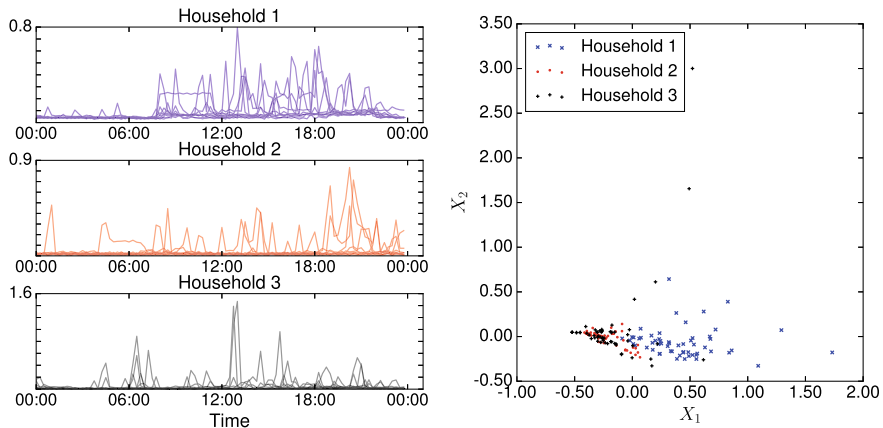 Household 1
0.8
00:00 06:00 12:00 18:00 00:00
Household 2
0.9
00:00 06:00 12:00 18:00 00:00
Household 3
1.6
00:00 06:00 12:00 18:00 00:00
Time
3.50
3.00
2.50
2.00
1.50
1.00
0.50
0.00
-0.50
X2
Household 1
Household 2
Household 3
-1.00 -0.50 0.00 0.50 1.00 1.50 2.00
X1